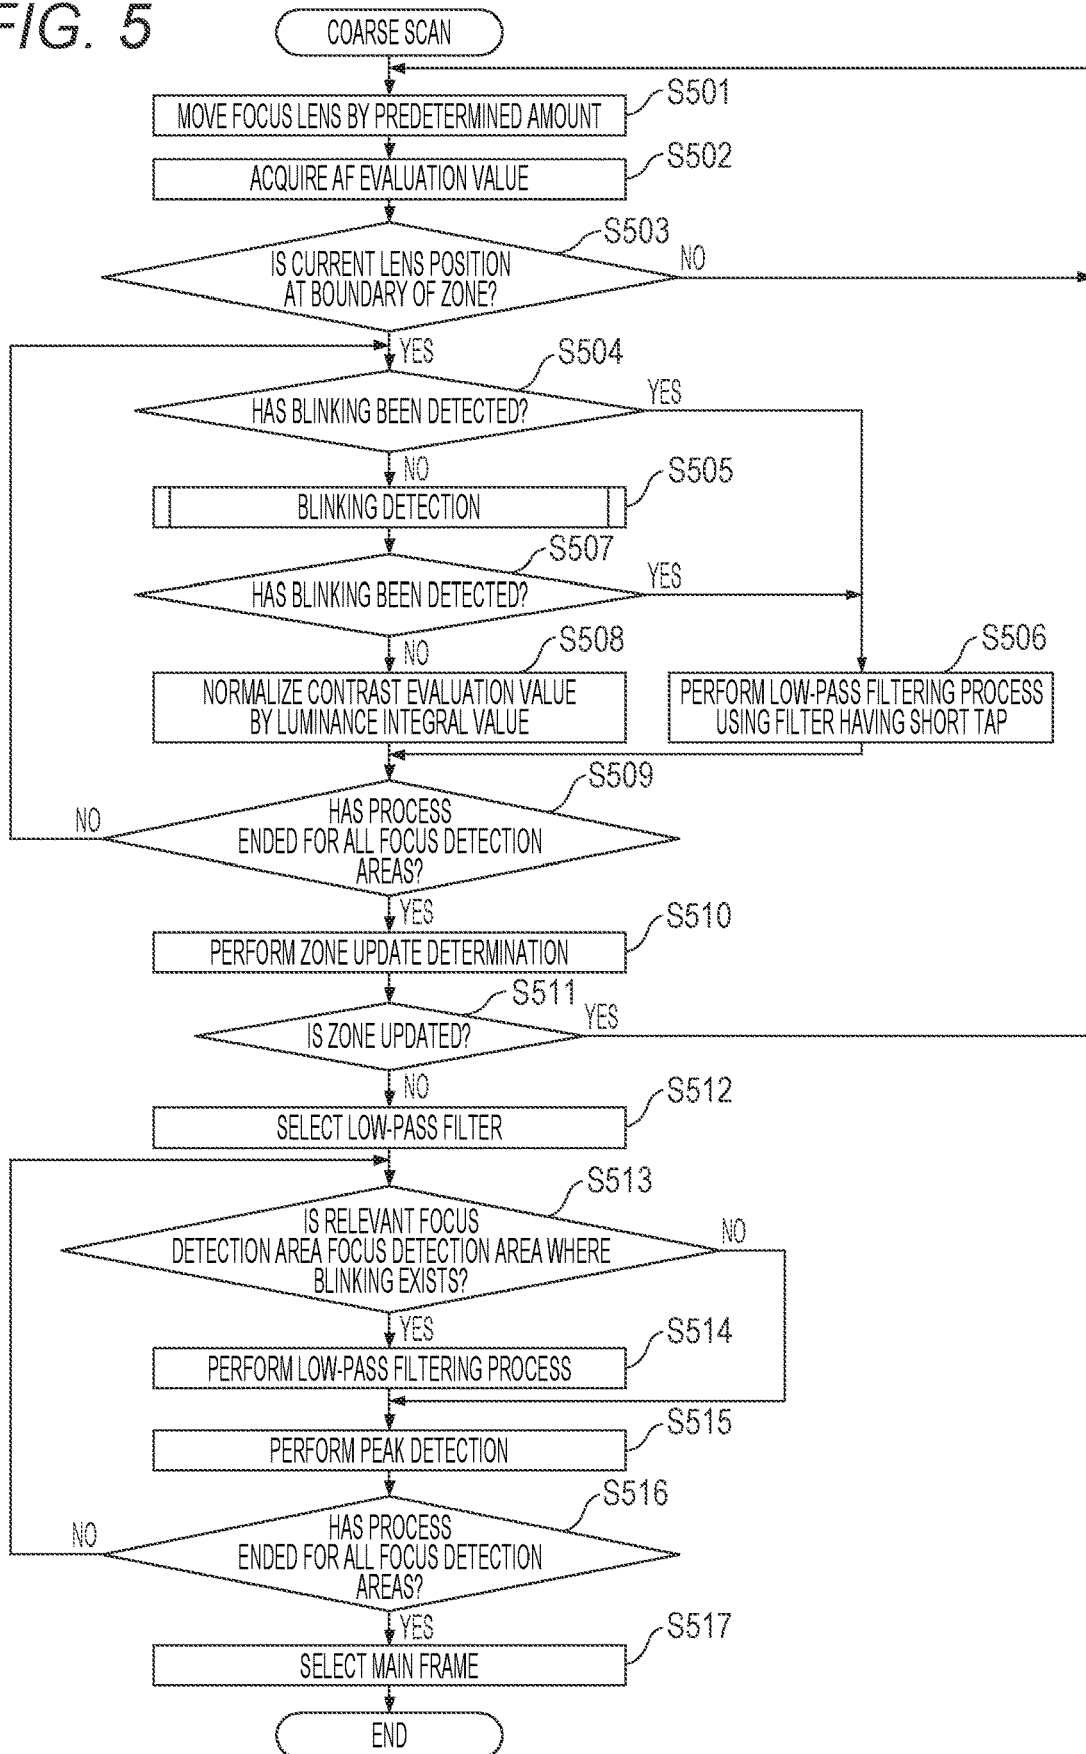 FIG. 5
COARSE SCAN
S501
MOVE FOCUS LENS BY PREDETERMINED AMOUNT
S502
ACQUIRE AF EVALUATION VALUE
S503
IS CURRENT LENS POSITION
AT BOUNDARY OF ZONE?
NO
YES
S504
HAS BLINKING BEEN DETECTED?
YES
NO
S505
BLINKING DETECTION
S507
HAS BLINKING BEEN DETECTED?
YES
NO
S508
NORMALIZE CONTRAST EVALUATION VALUE
BY LUMINANCE INTEGRAL VALUE
S506
PERFORM LOW-PASS FILTERING PROCESS
USING FILTER HAVING SHORT TAP
S509
HAS PROCESS
ENDED FOR ALL FOCUS DETECTION
AREAS?
NO
YES
S510
PERFORM ZONE UPDATE DETERMINATION
S511
IS ZONE UPDATED?
YES
NO
S512
SELECT LOW-PASS FILTER
S513
IS RELEVANT FOCUS
DETECTION AREA FOCUS DETECTION AREA WHERE
BLINKING EXISTS?
NO
YES
S514
PERFORM LOW-PASS FILTERING PROCESS
S515
PERFORM PEAK DETECTION
S516
HAS PROCESS
ENDED FOR ALL FOCUS DETECTION
AREAS?
NO
YES
S517
SELECT MAIN FRAME
END